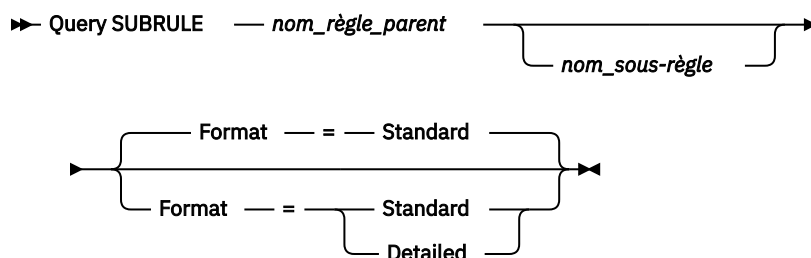 Query SUBRULE nom_règle_parent
nom_sous-règle
Format = Standard
Format = Standard
Detailed